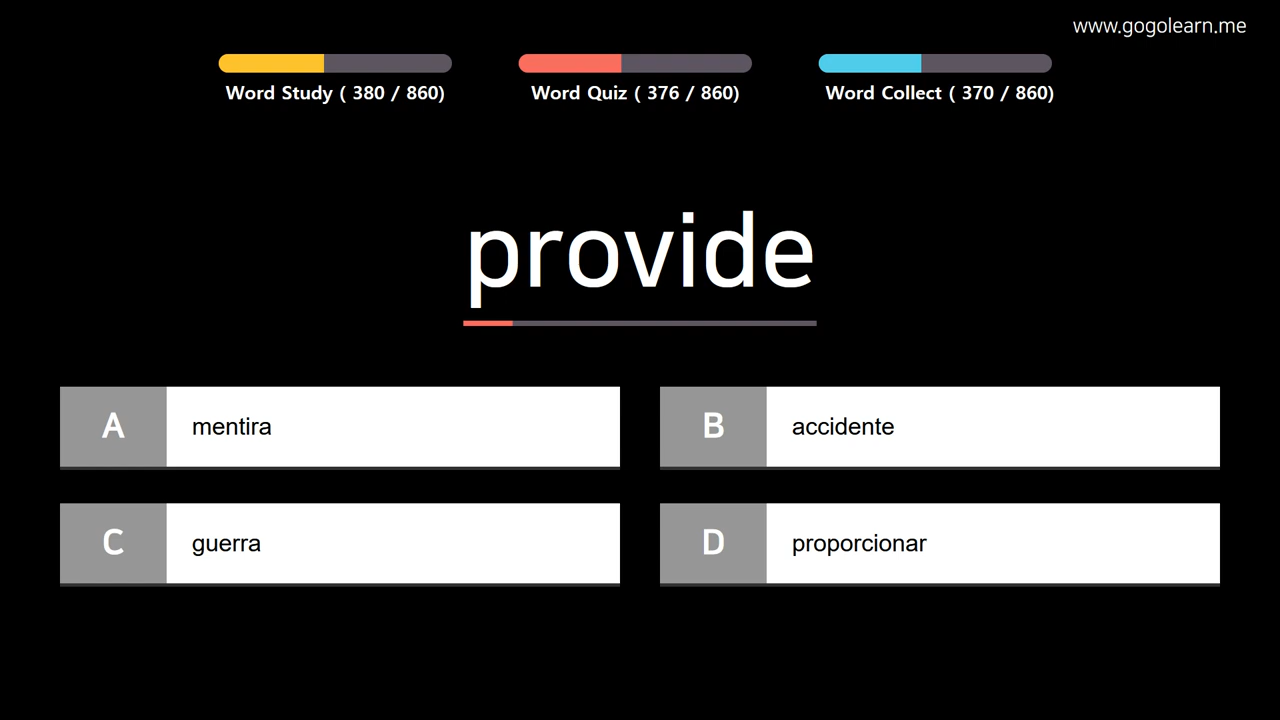 www.gogolearn.me
Word Study ( 380 / 860)
Word Quiz ( 376 / 860)
Word Collect ( 370 / 860)
provide
A mentira
B accidente
C guerra
D proporcionar